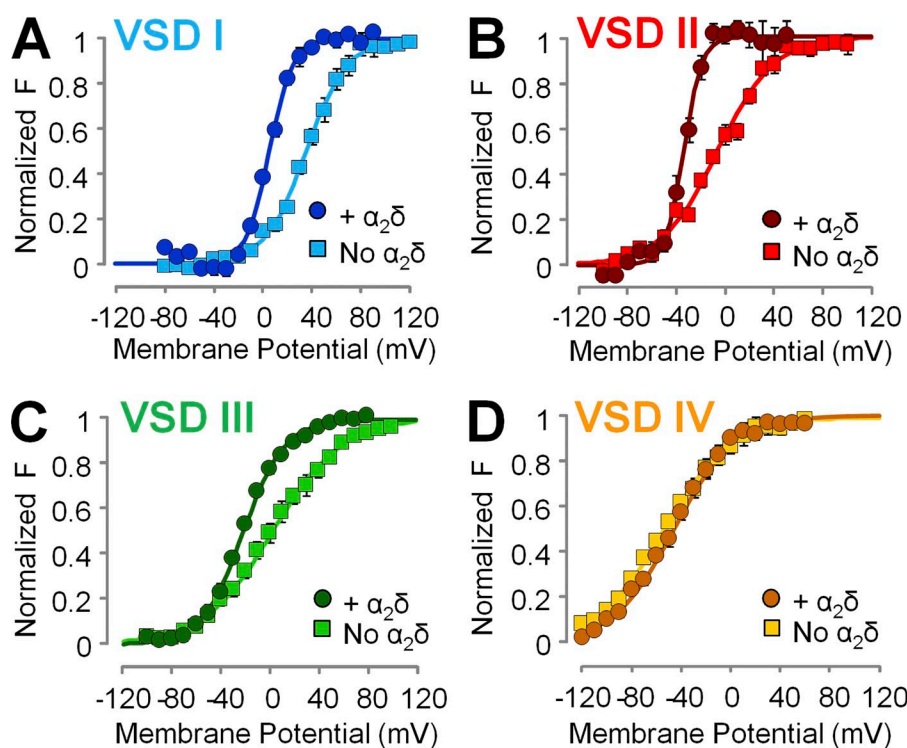 A VSD I
Normalized F
1
0.8
0.6
0.4
0.2
0
+ α₂δ
No α₂δ
-120 -80 -40 0 40 80 120
Membrane Potential (mV)
B VSD II
Normalized F
1
0.8
0.6
0.4
0.2
0
+ α₂δ
No α₂δ
-120 -80 -40 0 40 80 120
Membrane Potential (mV)
C VSD III
Normalized F
1
0.8
0.6
0.4
0.2
0
+ α₂δ
No α₂δ
-120 -80 -40 0 40 80 120
Membrane Potential (mV)
D VSD IV
Normalized F
1
0.8
0.6
0.4
0.2
0
+ α₂δ
No α₂δ
-120 -80 -40 0 40 80 120
Membrane Potential (mV)